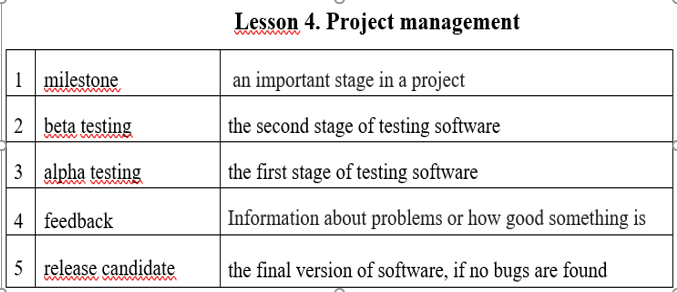 Lesson 4. Project management
1 milestone an important stage in a project
2 beta testing the second stage of testing software
3 alpha testing the first stage of testing software
4 feedback Information about problems or how good something is
5 release candidate the final version of software, if no bugs are found